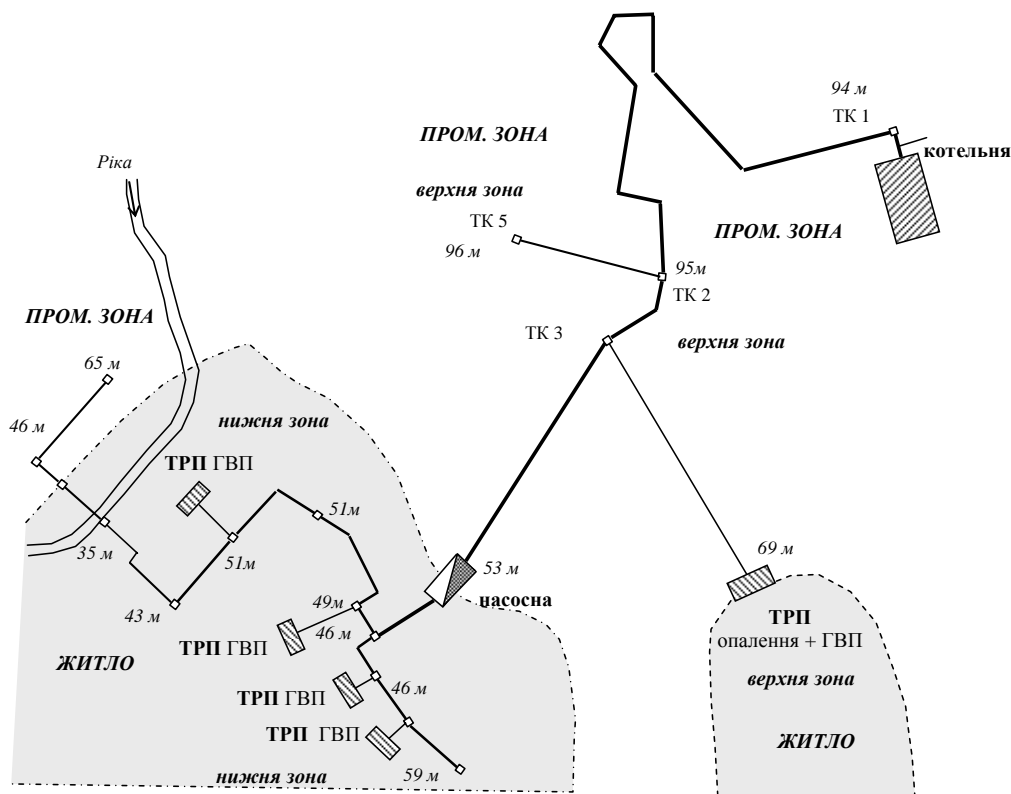 94 м
ТК 1
котельня
ПРОМ. ЗОНА
верхня зона
ТК 5
96 м
ПРОМ. ЗОНА
95м
ТК 2
Ріка
ТК 3
верхня зона
ПРОМ. ЗОНА
65 м
46 м
нижня зона
ТРП ГВП
51м
35 м
51м
43 м
53 м
насосна
69 м
ТРП
опалення + ГВП
верхня зона
ЖИТЛО
49м
46 м
ТРП ГВП
ЖИТЛО
46 м
ТРП ГВП
ТРП ГВП
59 м
нижня зона